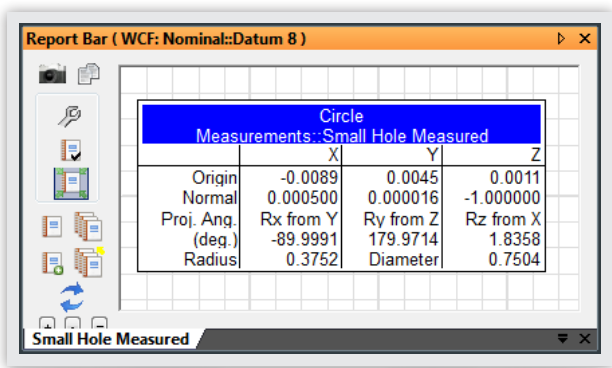 Report Bar ( WCF: Nominal::Datum 8 )
Circle
Measurements::Small Hole Measured
X Y Z
Origin -0.0089 0.0045 0.0011
Normal 0.000500 0.000016 -1.000000
Proj. Ang. Rx from Y Ry from Z Rz from X
(deg.) -89.9991 179.9714 1.8358
Radius 0.3752 Diameter 0.7504
Small Hole Measured